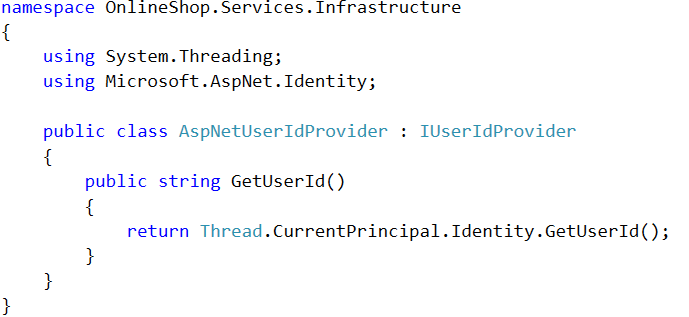 namespace OnlineShop.Services.Infrastructure
{
    using System.Threading;
    using Microsoft.AspNet.Identity;

    public class AspNetUserIdProvider : IUserIdProvider
    {
        public string GetUserId()
        {
            return Thread.CurrentPrincipal.Identity.GetUserId();
        }
    }
}